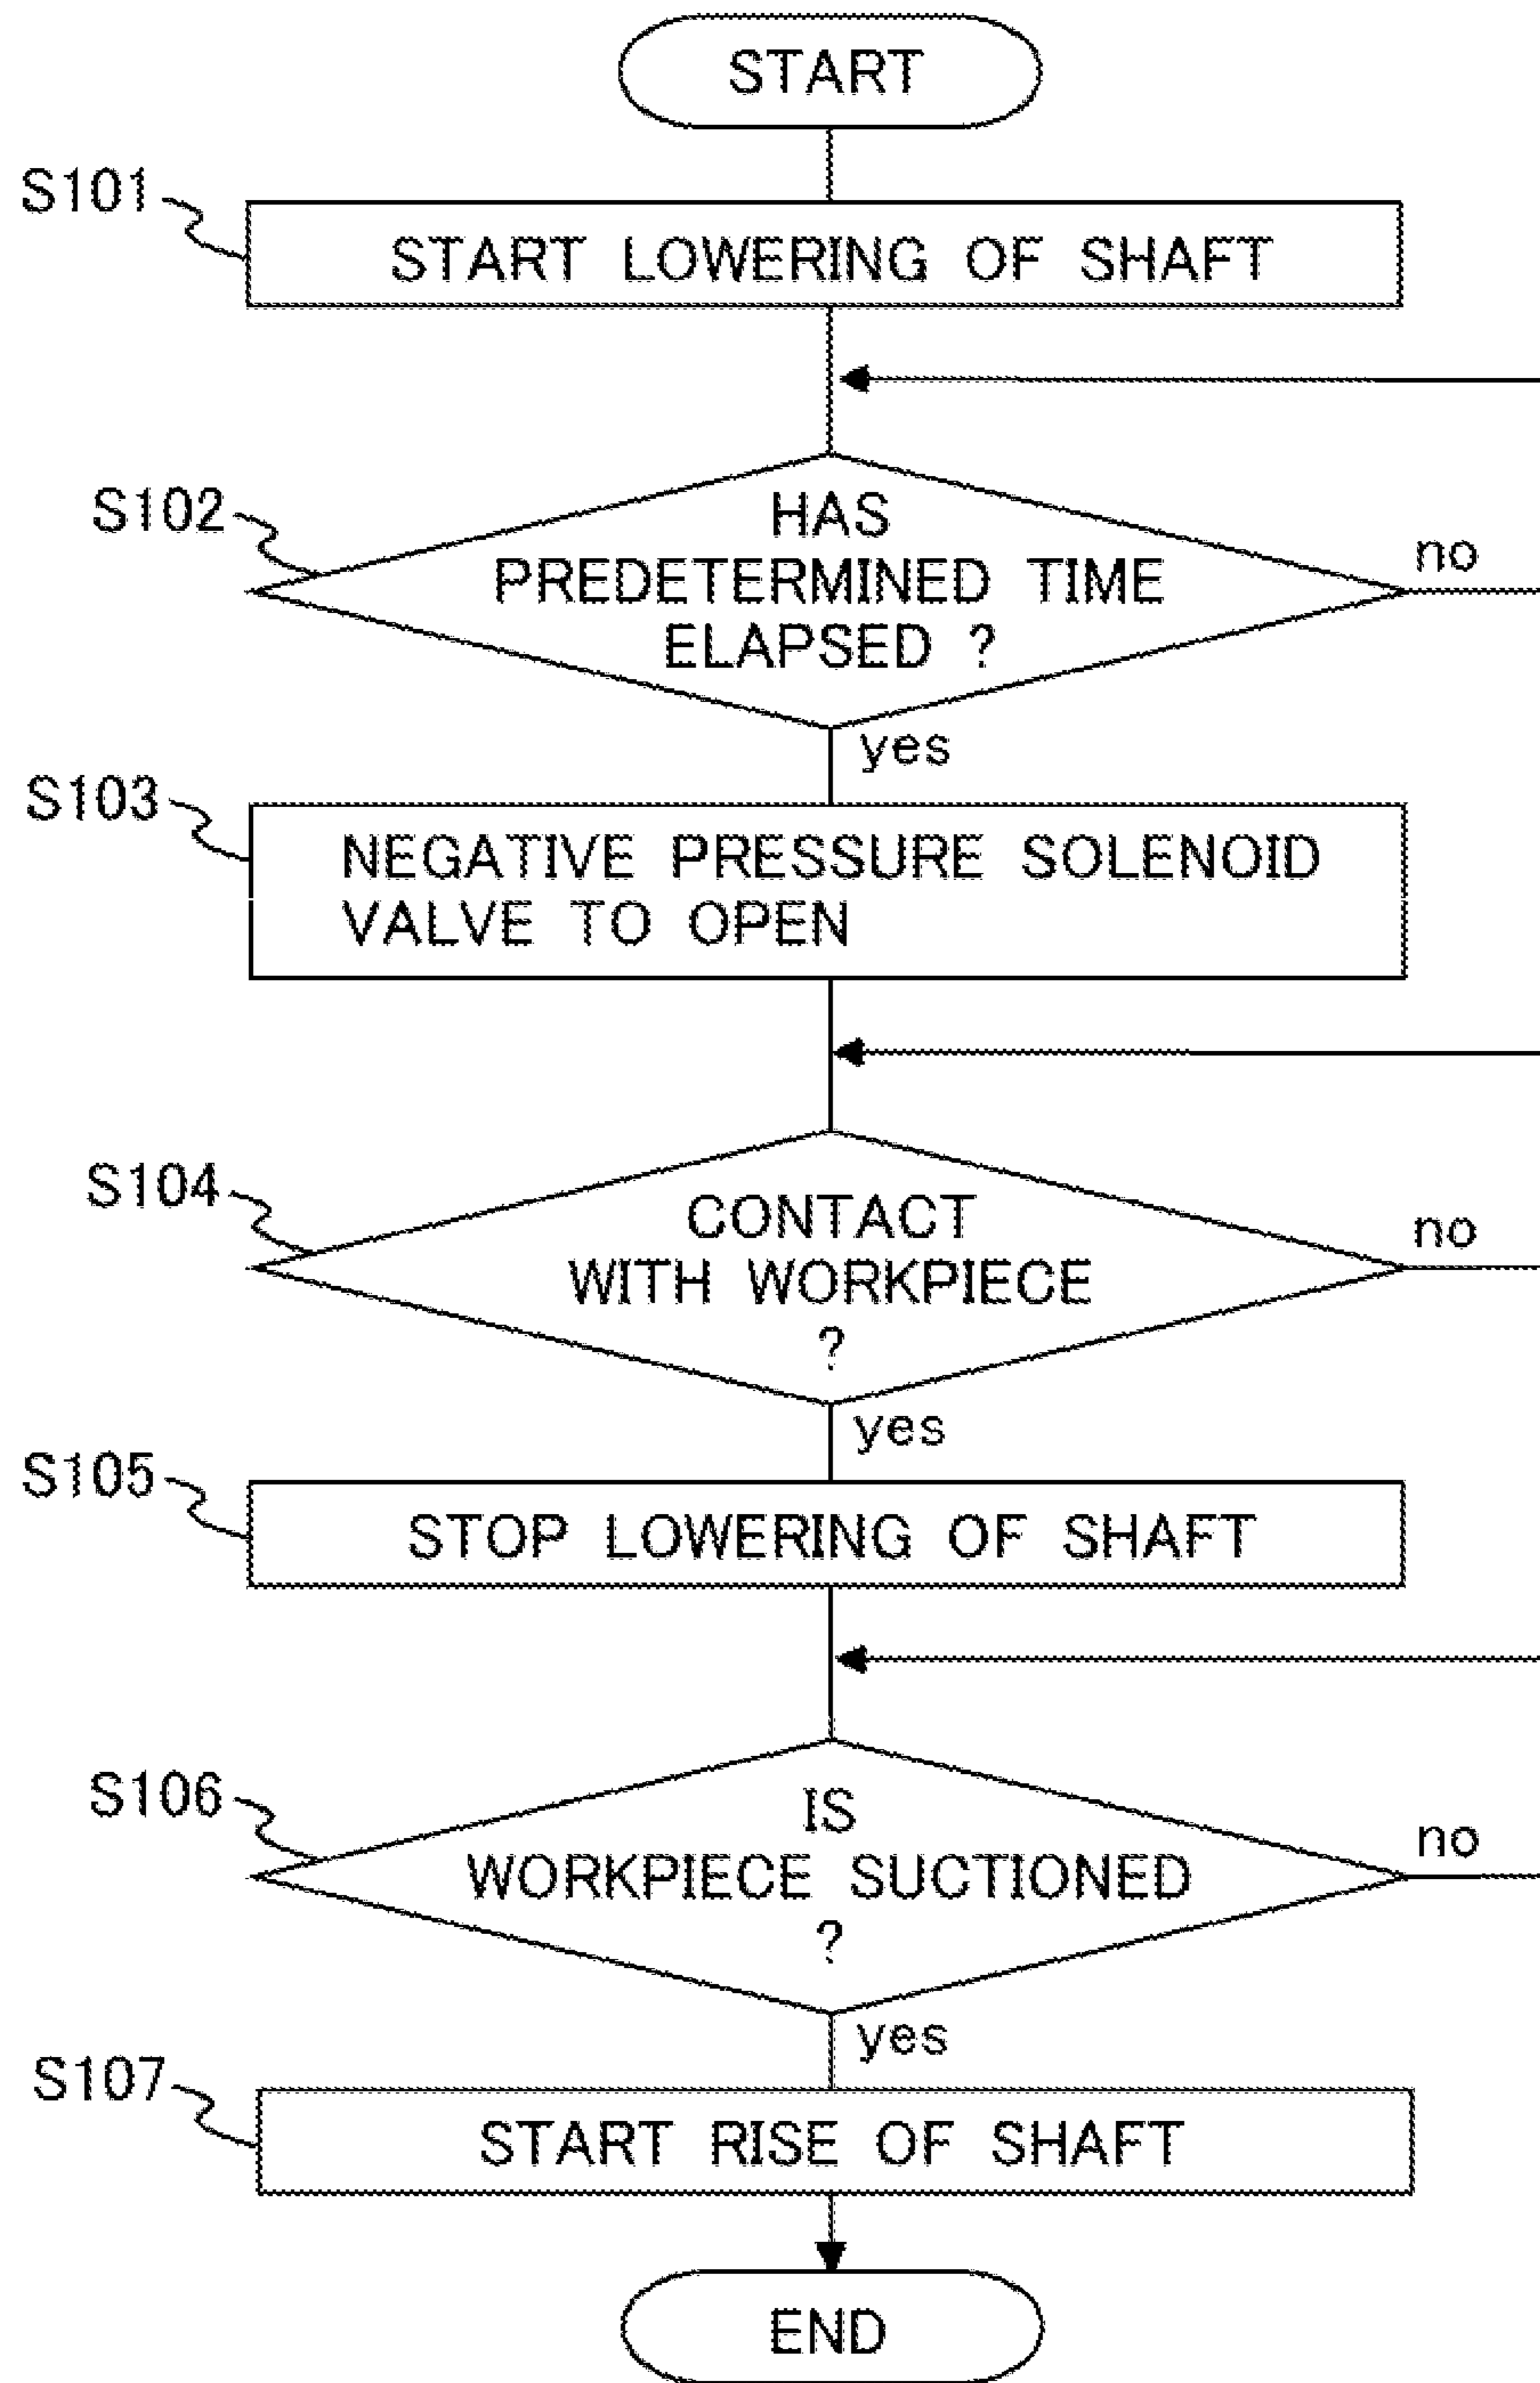 START
S101
START LOWERING OF SHAFT
S102
HAS
PREDETERMINED TIME
ELAPSED ?
no
yes
S103
NEGATIVE PRESSURE SOLENOID
VALVE TO OPEN
S104
CONTACT
WITH WORKPIECE
?
no
yes
S105
STOP LOWERING OF SHAFT
S106
IS
WORKPIECE SUCTIONED
?
no
yes
S107
START RISE OF SHAFT
END